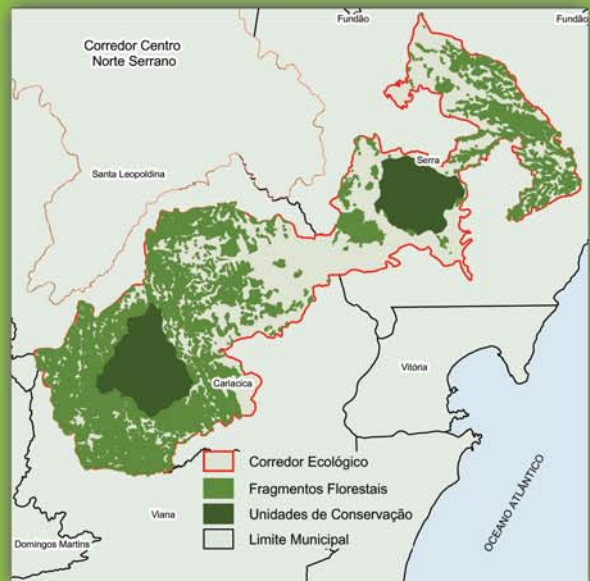 Fundão
Fundão
Corredor Centro
Norte Serrano
Serra
Santa Leopoldina
Vitória
Cariacica
Corredor Ecológico
Fragmentos Florestais
Unidades de Conservação
Limite Municipal
Viana
Domingos Martins
OCEANO ATLÂNTICO